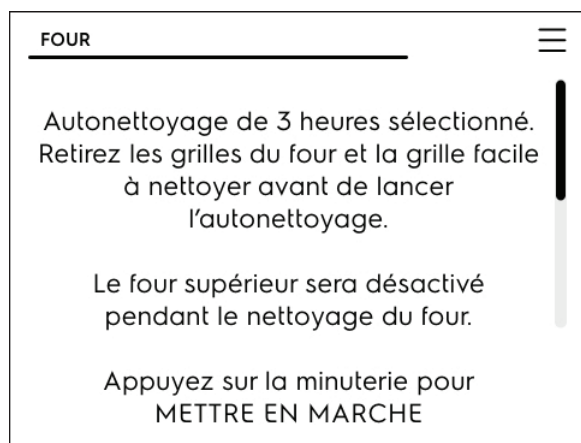 FOUR
Autonettoyage de 3 heures sélectionné.
Retirez les grilles du four et la grille facile
à nettoyer avant de lancer
l'autonettoyage.
Le four supérieur sera désactivé
pendant le nettoyage du four.
Appuyez sur la minuterie pour
METTRE EN MARCHE